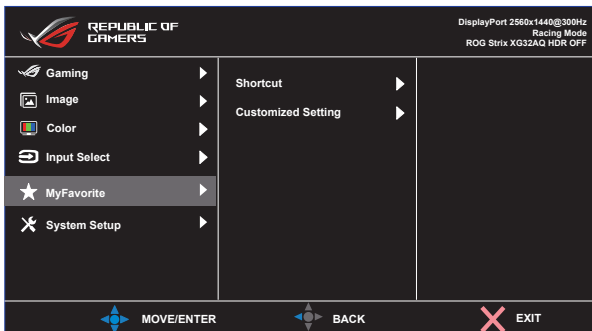 REPUBLIC OF
GAMERS
DisplayPort 2560x1440@300Hz
Racing Mode
ROG Strix XG32AQ HDR OFF
Gaming
Image
Color
Input Select
MyFavorite
System Setup
Shortcut
Customized Setting
MOVE/ENTER
BACK
EXIT